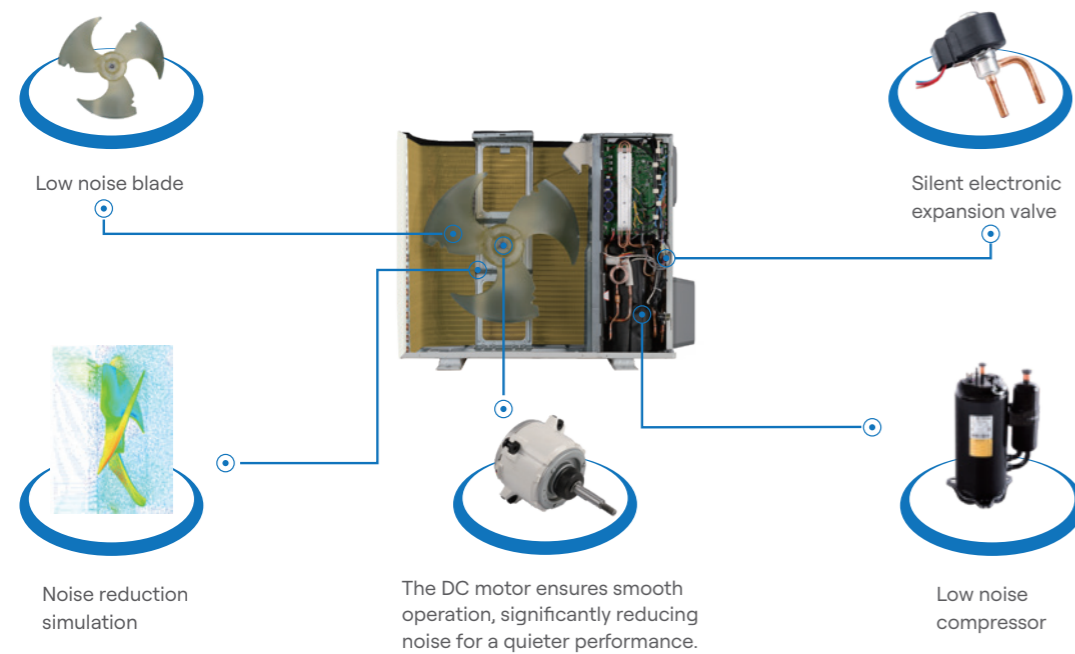 Low noise blade
Silent electronic
expansion valve
Noise reduction
simulation
The DC motor ensures smooth
operation, significantly reducing
noise for a quieter performance.
Low noise
compressor